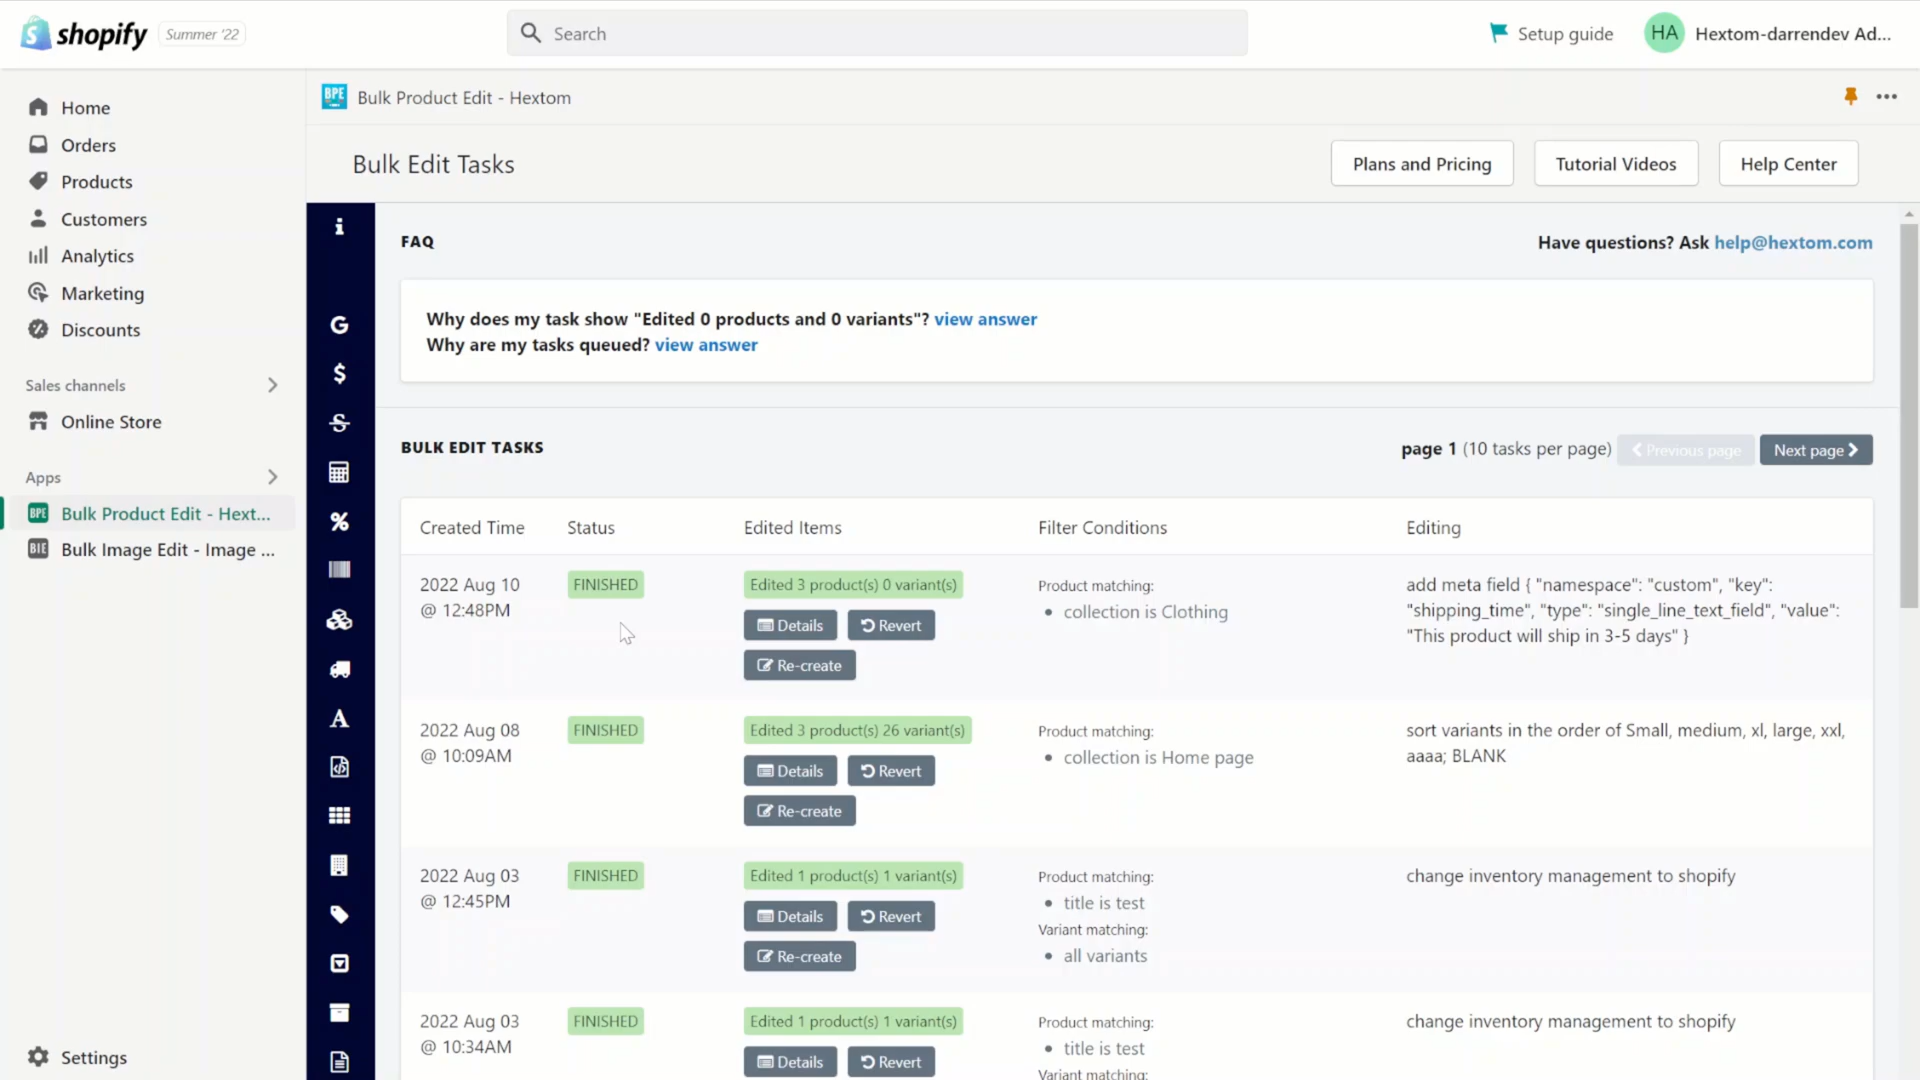 shopify
Summer '22
Search
Setup guide
HA
Hextom-darrendev Ad...
Home
Orders
Products
Customers
Analytics
Marketing
Discounts
Sales channels
Online Store
Apps
BPE
Bulk Product Edit - Hext...
BIE
Bulk Image Edit - Image ...
Settings
BPE
Bulk Product Edit - Hextom
Bulk Edit Tasks
Plans and Pricing
Tutorial Videos
Help Center
FAQ
Have questions? Ask help@hextom.com
Why does my task show "Edited 0 products and 0 variants"? view answer
Why are my tasks queued? view answer
BULK EDIT TASKS
page 1 (10 tasks per page)
Previous page
Next page
Created Time
Status
Edited Items
Filter Conditions
Editing
2022 Aug 10
@ 12:48PM
FINISHED
Edited 3 product(s) 0 variant(s)
Details
Revert
Re-create
Product matching:
collection is Clothing
add meta field { "namespace": "custom", "key":
"shipping_time", "type": "single_line_text_field", "value":
"This product will ship in 3-5 days" }
2022 Aug 08
@ 10:09AM
FINISHED
Edited 3 product(s) 26 variant(s)
Details
Revert
Re-create
Product matching:
collection is Home page
sort variants in the order of Small, medium, xl, large, xxl,
aaaa; BLANK
2022 Aug 03
@ 12:45PM
FINISHED
Edited 1 product(s) 1 variant(s)
Details
Revert
Re-create
Product matching:
title is test
Variant matching:
all variants
change inventory management to shopify
2022 Aug 03
@ 10:34AM
FINISHED
Edited 1 product(s) 1 variant(s)
Details
Revert
Product matching:
title is test
Variant matching:
change inventory management to shopify